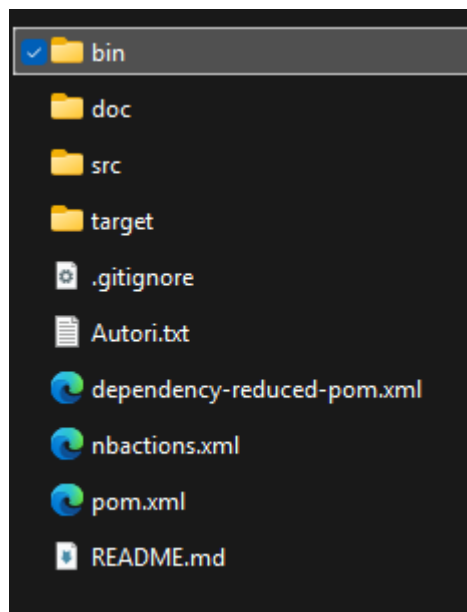 bin
doc
src
target
.gitignore
Autori.txt
dependency-reduced-pom.xml
nbactions.xml
pom.xml
README.md